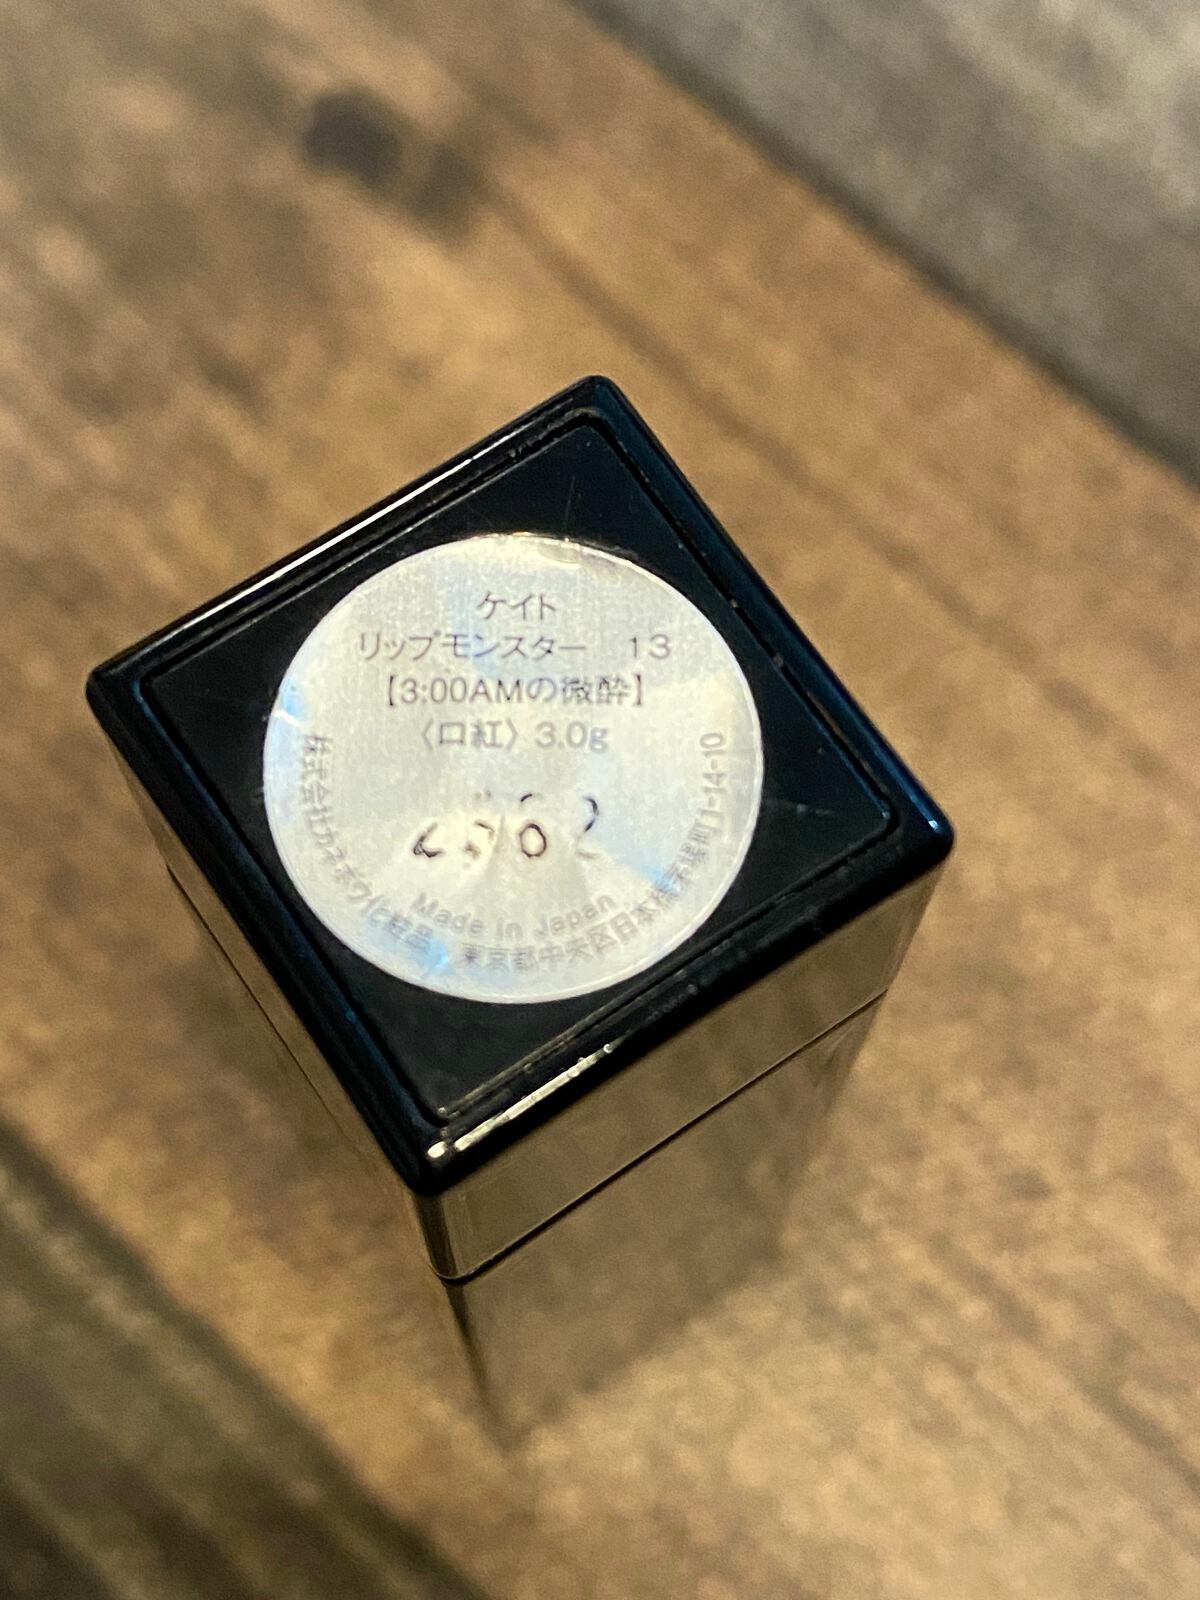 ケイト
リップモンスター 13
【3:00AMの微酔】
〈口紅〉3.0g
Made in Japan
株式会社カネボウ化粧品 東京都中央区日本橋茅場町1-14-10